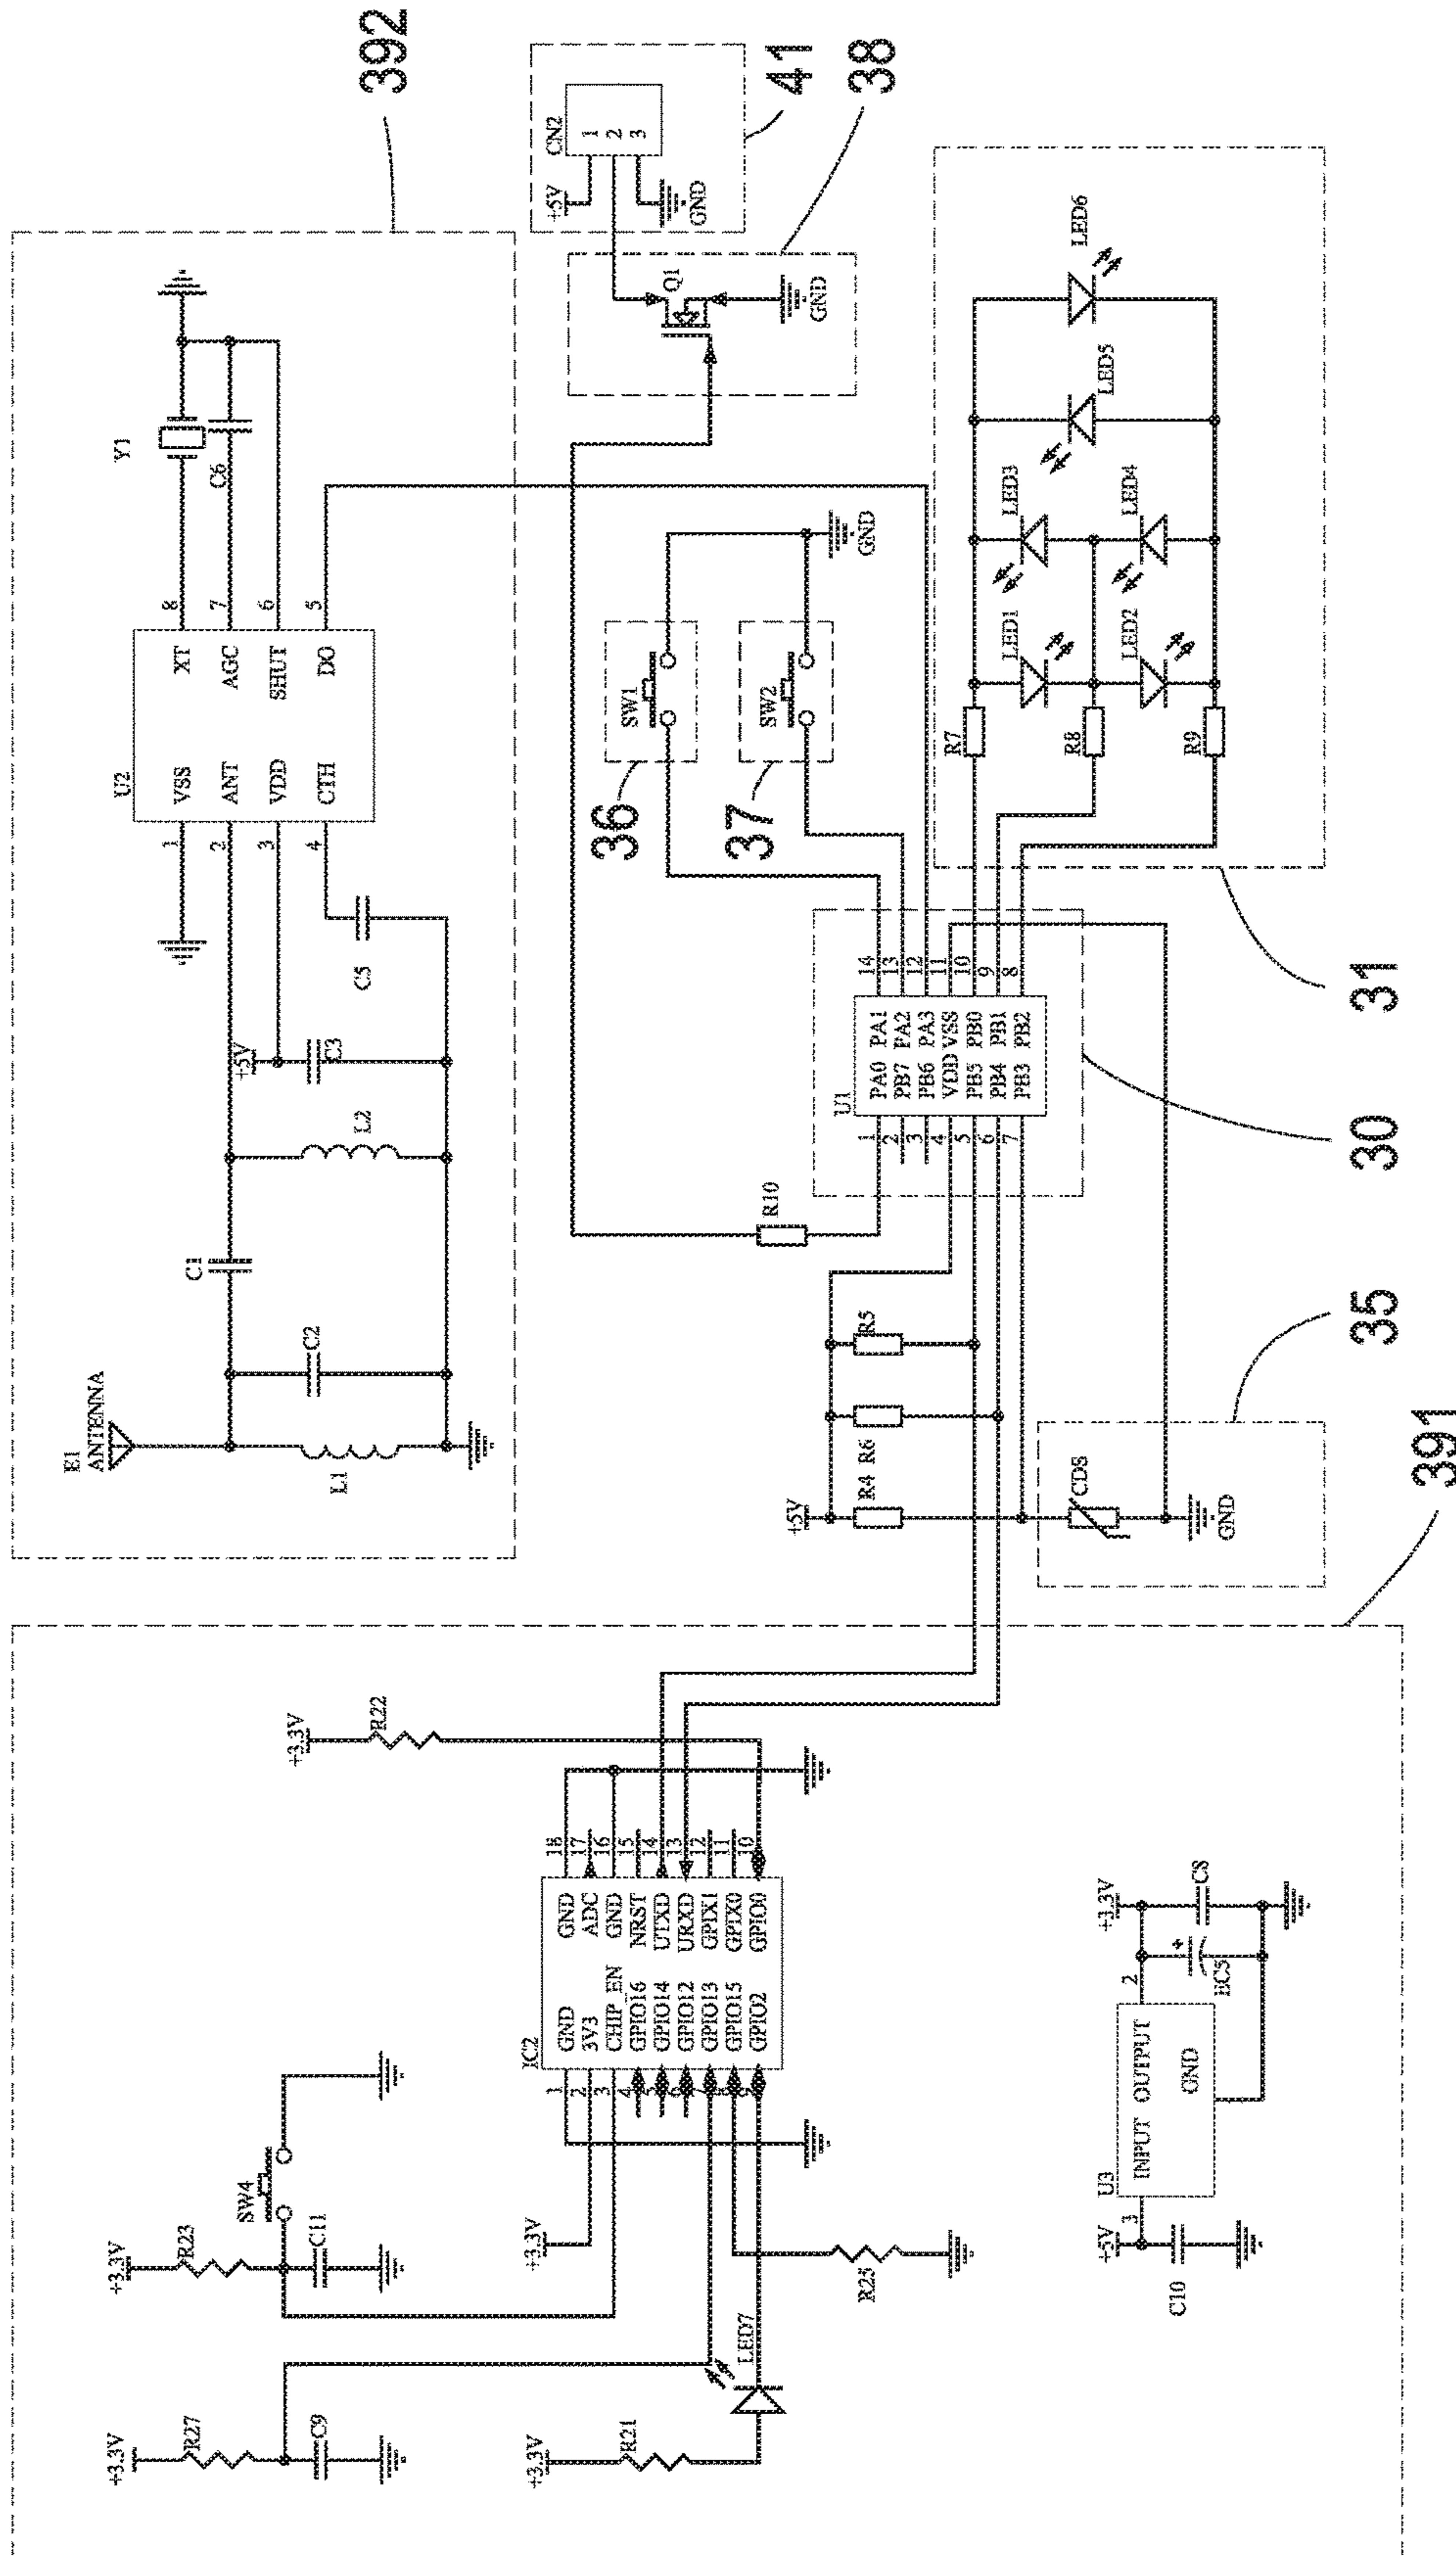 392
Y1
C6
8 XT
7 AGC
6 SHUT
5 DO
U2
VSS 1
ANT 2
VDD 3
CTH 4
C5
+5V
C3
L2
C1
C2
E1
ANTENNA
L1
CN2
1
2
3
+5V
GND
41
38
Q1
GND
GND
SW1
36
SW2
37
LED6
LED5
LED3
LED4
LED1
LED2
R7
R8
R9
31
U1
14 PA1
13 PA2
12 PA3
11 VSS
10 PB0
9 PB1
8 PB2
PA0 1
PB7 2
PB6 3
VDD 4
PB5 5
PB4 6
PB3 7
30
R10
R5
R6
R4
+5V
CDS
GND
35
391
+3.3V
R22
IC2
18 GND
17 ADC
16 GND
15 NRST
14 UTXD
13 URXD
12 GPIX1
11 GPIX0
10 GPIO0
GND 1
3V3 2
CHIP_EN 3
GPIO16 4
GPIO14 5
GPIO12 6
GPIO13 7
GPIO15 8
GPIO2 9
SW4
+3.3V
R23
C11
+3.3V
R25
LED7
+3.3V
R27
C9
+3.3V
R21
+3.3V
C8
+
EC5
2
U3
INPUT OUTPUT
GND
3
+5V
C10